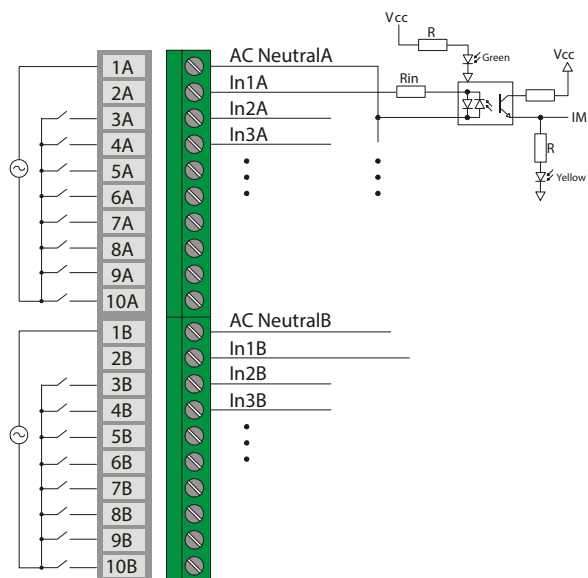 Vcc
R
Green
Vcc
1A
AC NeutralA
2A
In1A
Rin
3A
In2A
IM
4A
In3A
R
5A
Yellow
6A
7A
8A
9A
10A
1B
AC NeutralB
2B
In1B
3B
In2B
4B
In3B
5B
6B
7B
8B
9B
10B